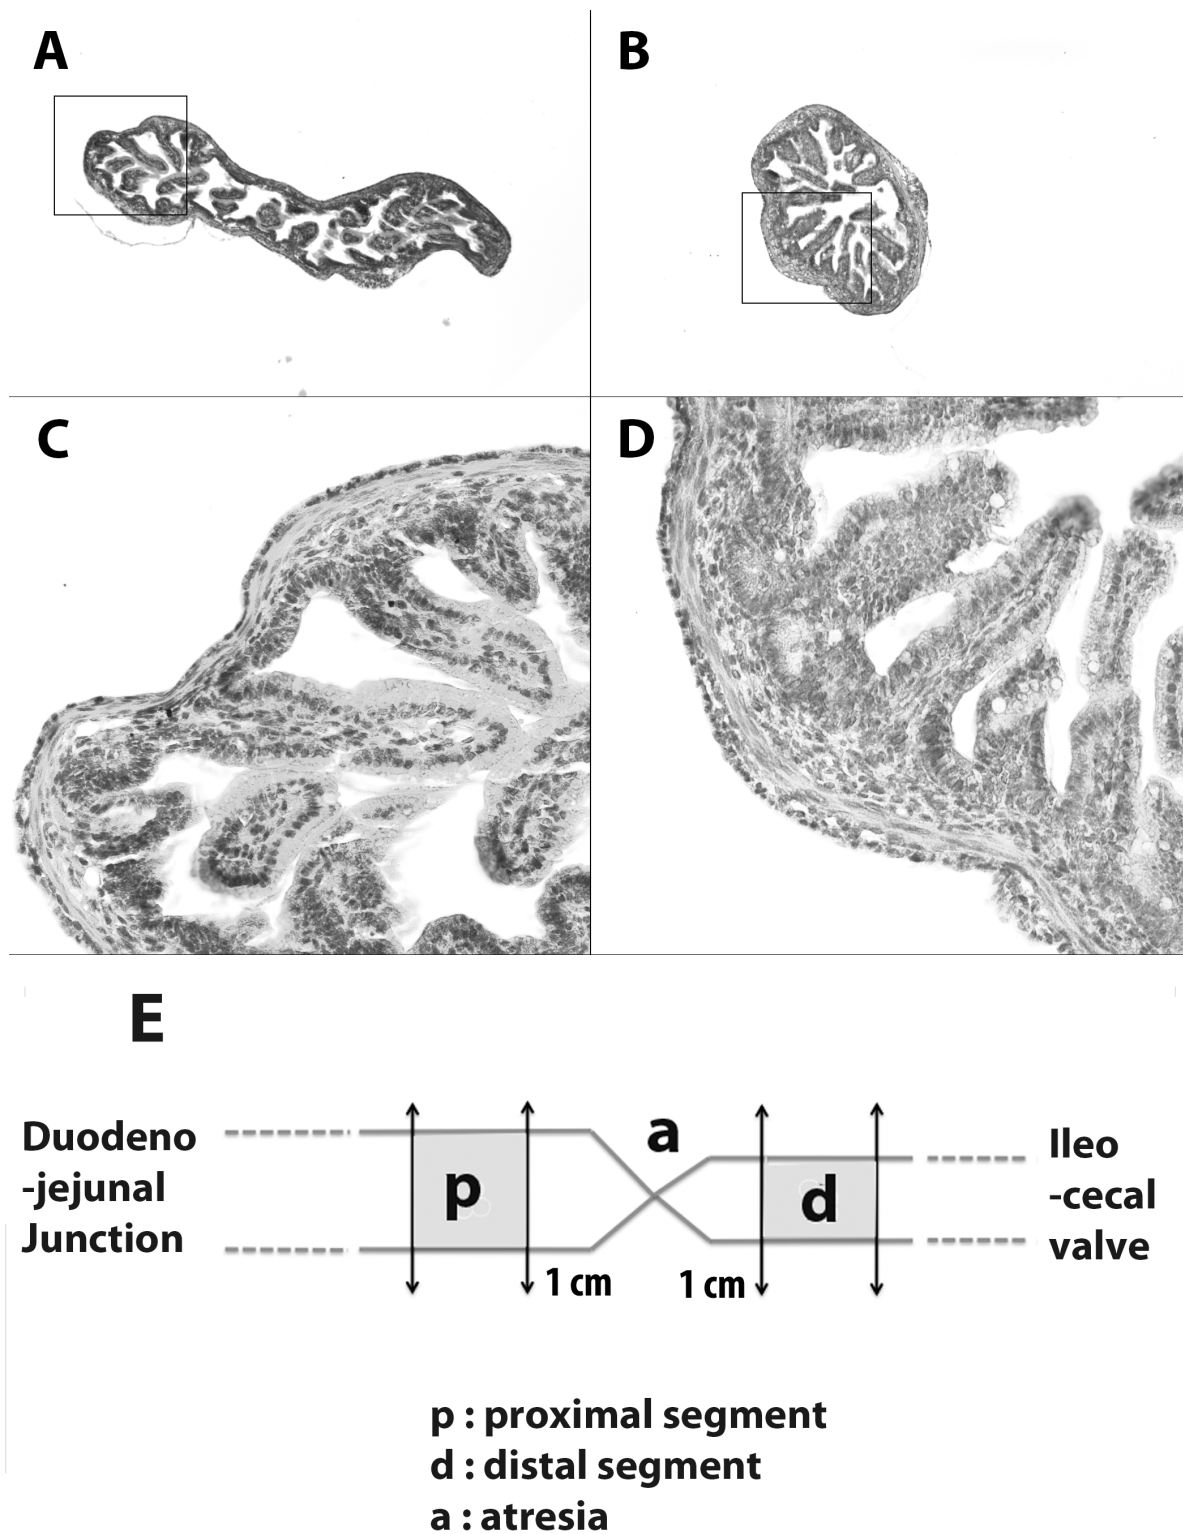 A
B
C
D
E
Duodeno
-jejunal
Junction
p
a
d
Ileo
-cecal
valve
1 cm
1 cm
p : proximal segment
d : distal segment
a : atresia